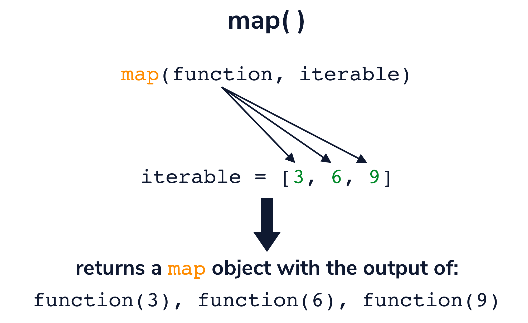 map()
map(function, iterable)
iterable = [3, 6, 9]
returns a map object with the output of:
function(3), function(6), function(9)